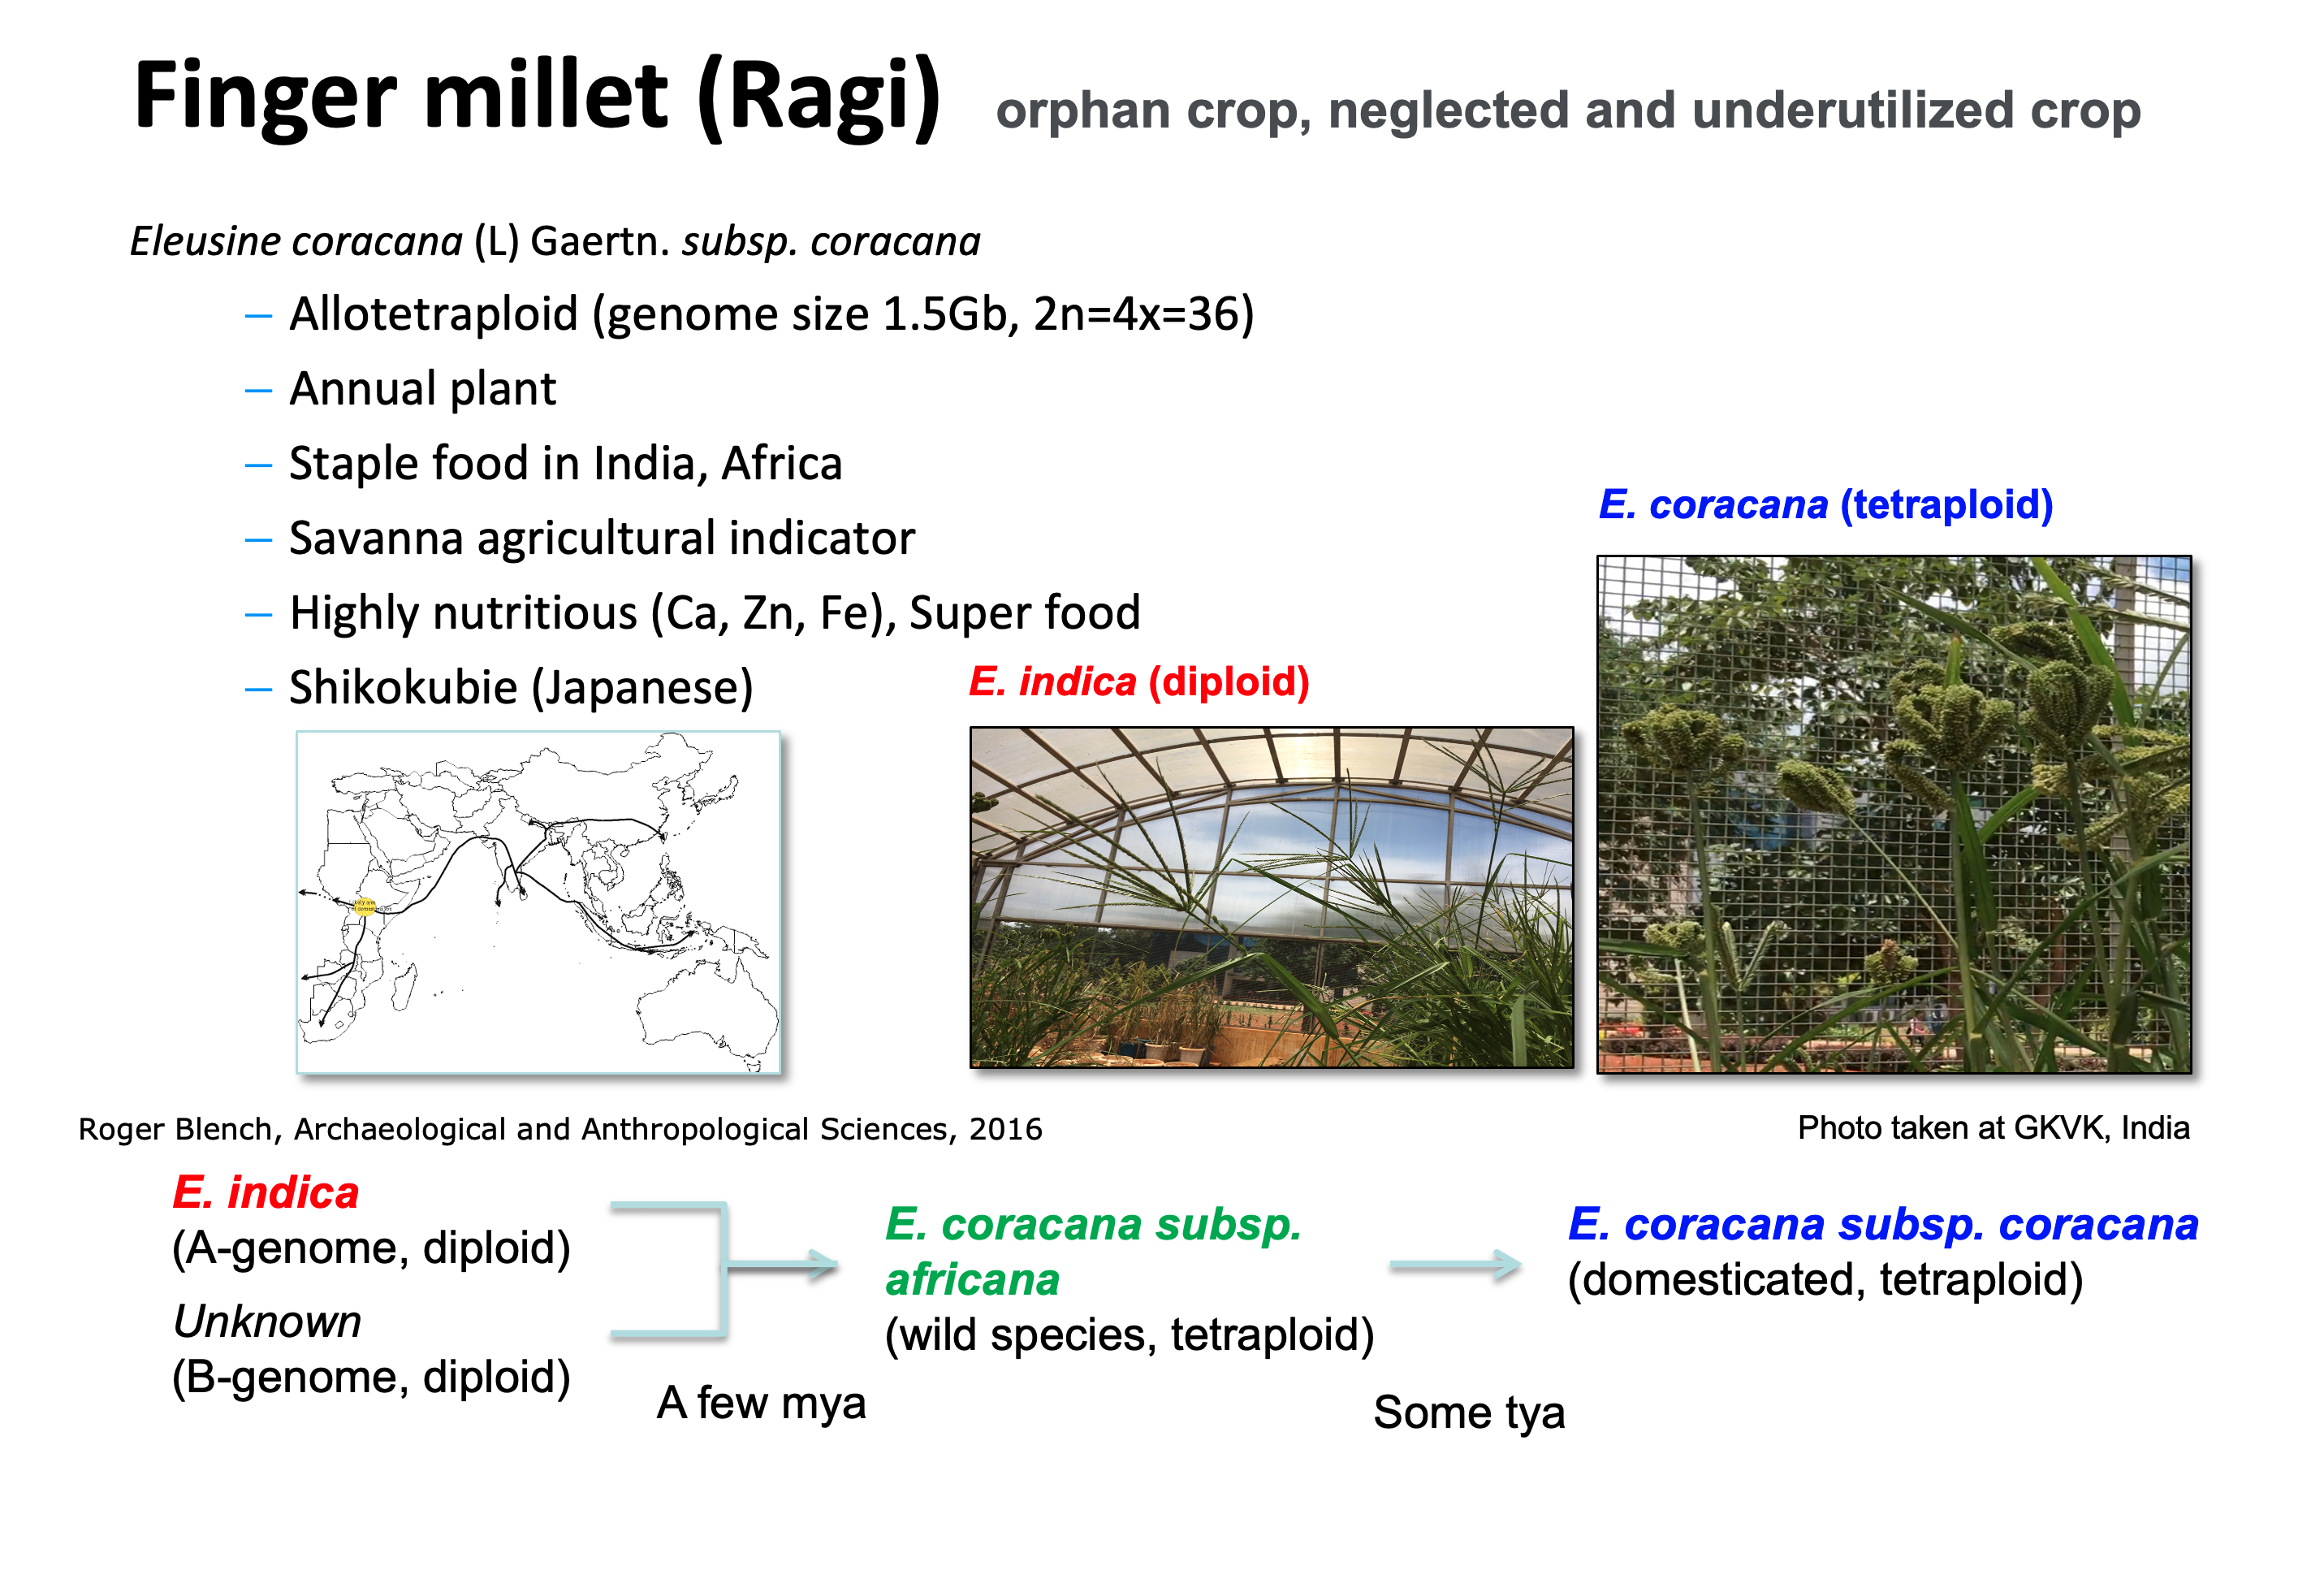 Finger millet (Ragi) orphan crop, neglected and underutilized crop
Eleusine coracana (L) Gaertn. subsp. coracana
– Allotetraploid (genome size 1.5Gb, 2n=4x=36)
– Annual plant
– Staple food in India, Africa
– Savanna agricultural indicator
– Highly nutritious (Ca, Zn, Fe), Super food
– Shikokubie (Japanese)
E. indica (diploid)
E. coracana (tetraploid)
Roger Blench, Archaeological and Anthropological Sciences, 2016
Photo taken at GKVK, India
E. indica
(A-genome, diploid)
Unknown
(B-genome, diploid)
A few mya
E. coracana subsp.
africana
(wild species, tetraploid)
Some tya
E. coracana subsp. coracana
(domesticated, tetraploid)